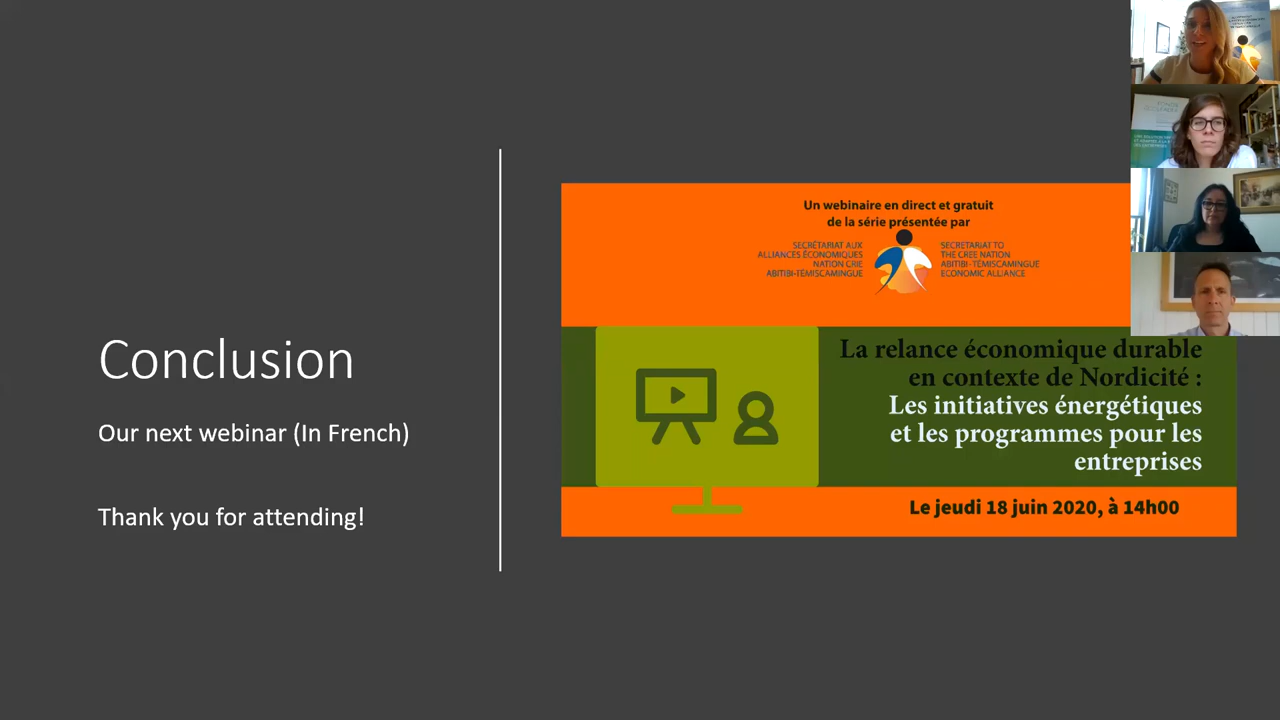 Conclusion
Our next webinar (In French)
Thank you for attending!
Un webinaire en direct et gratuit
de la série présentée par
SECRÉTARIAT AUX
ALLIANCES ÉCONOMIQUES
NATION CRIE
ABITIBI-TÉMISCAMINGUE
SECRETARIAT TO
THE CREE NATION
ABITIBI-TÉMISCAMINGUE
ECONOMIC ALLIANCE
La relance économique durable
en contexte de Nordicité :
Les initiatives énergétiques
et les programmes pour les
entreprises
Le jeudi 18 juin 2020, à 14h00